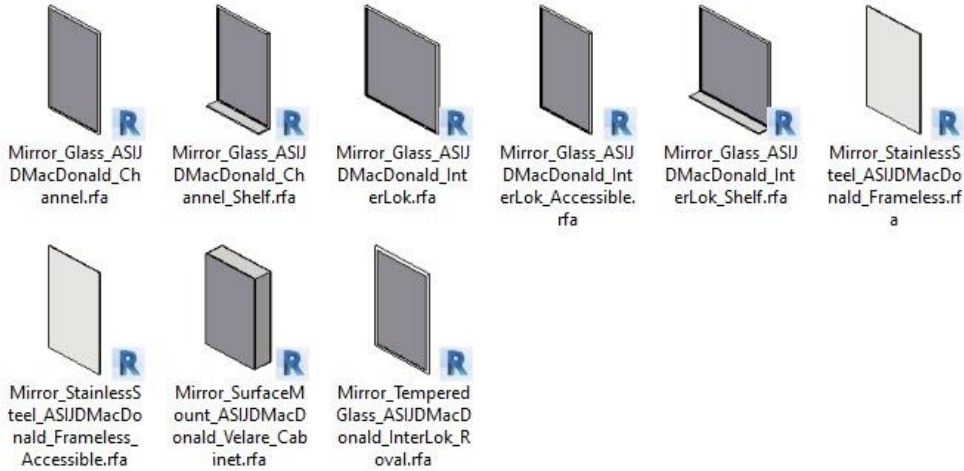 R
R
R
R
R
R
Mirror_Glass_ASIJ
DMacDonald_Ch
annel.rfa
Mirror_Glass_ASIJ
DMacDonald_Ch
annel_Shelf.rfa
Mirror_Glass_ASIJ
DMacDonald_Int
erLok.rfa
Mirror_Glass_ASIJ
DMacDonald_Int
erLok_Accessible.
rfa
Mirror_Glass_ASIJ
DMacDonald_Int
erLok_Shelf.rfa
Mirror_StainlessS
teel_ASIJDMacDo
nald_Frameless.rf
a
R
R
R
Mirror_StainlessS
teel_ASIJDMacDo
nald_Frameless_
Accessible.rfa
Mirror_SurfaceM
ount_ASIJDMacD
onald_Velare_Cab
inet.rfa
Mirror_Tempered
Glass_ASIJDMacD
onald_InterLok_R
oval.rfa